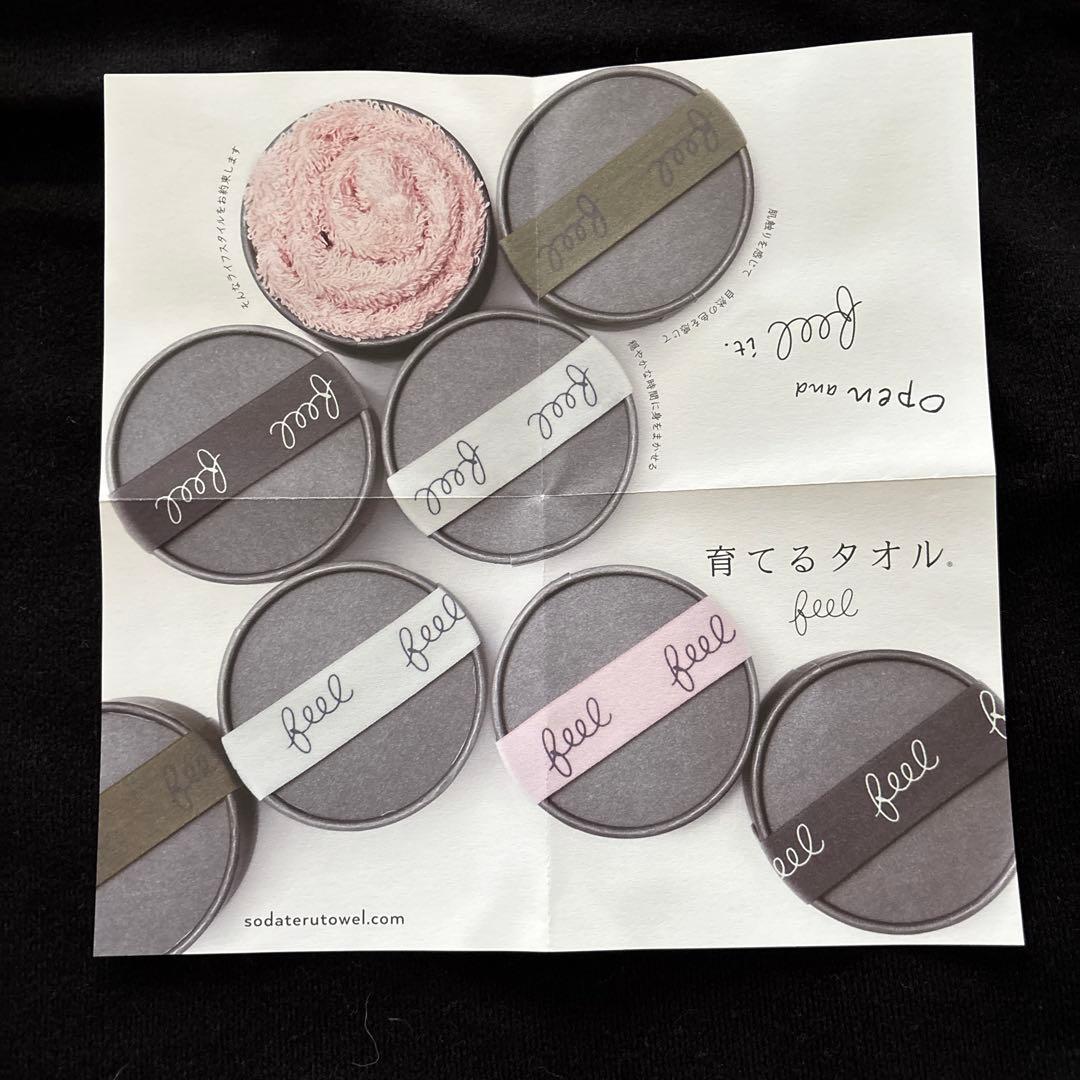 そんなライフスタイルをお約束します
feel feel
肌触りを感じて
自然の色を感じて
穏やかな時間に身をまかせる
open and
feel it.
feel feel
feel feel
育てるタオル®
feel
feel feel
feel feel
feel
feel
sodaterutowel.com